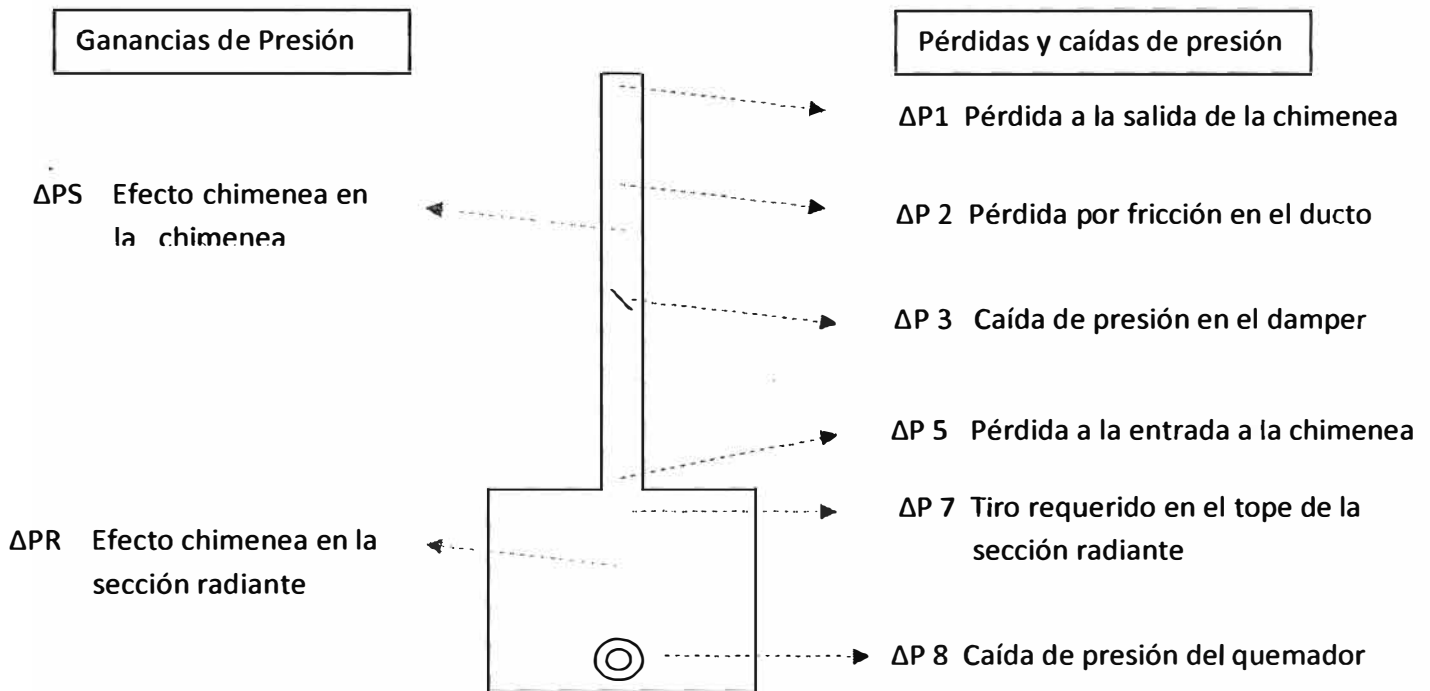 Ganancias de Presión
Pérdidas y caídas de presión
ΔP1 Pérdida a la salida de la chimenea
ΔPS Efecto chimenea en
la chimenea
ΔP 2 Pérdida por fricción en el ducto
ΔP 3 Caída de presión en el damper
ΔP 5 Pérdida a la entrada a la chimenea
ΔP 7 Tiro requerido en el tope de la
sección radiante
ΔPR Efecto chimenea en la
sección radiante
ΔP 8 Caída de presión del quemador